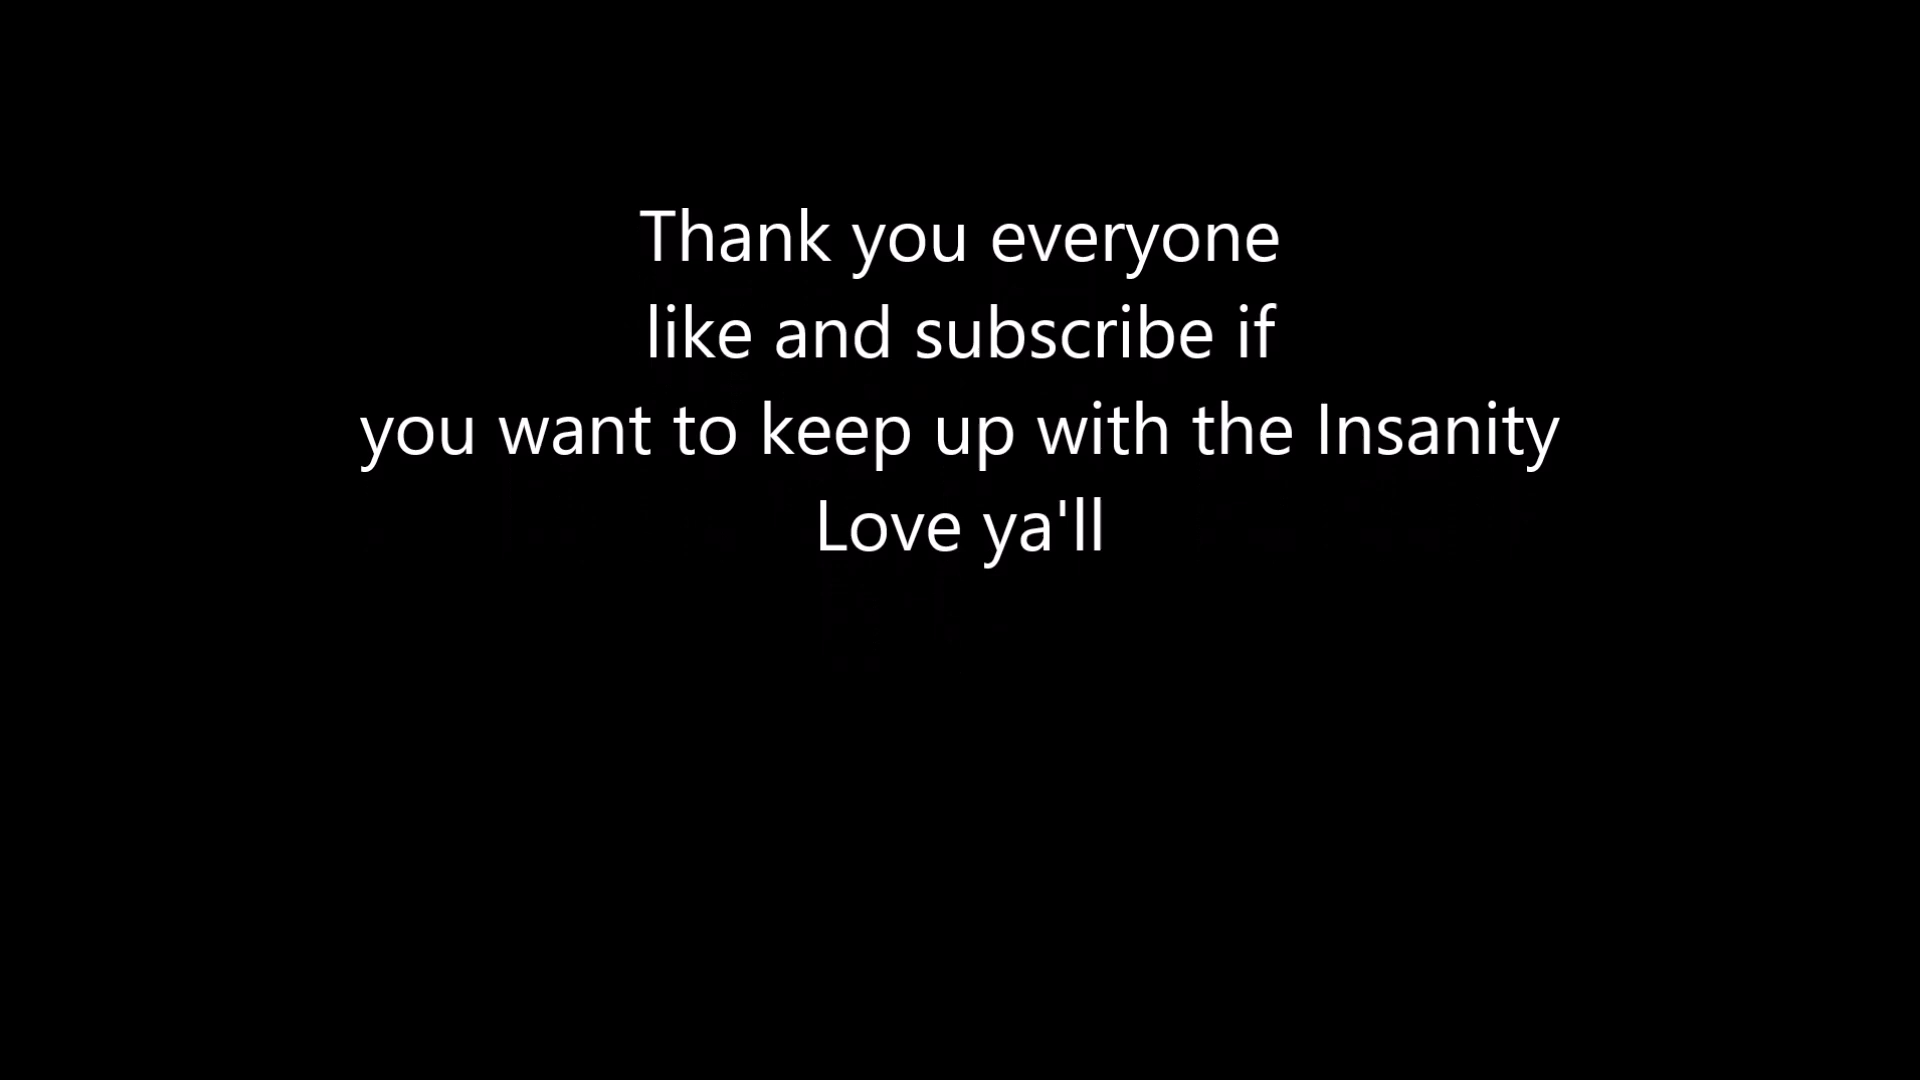 Thank you everyone
like and subscribe if
you want to keep up with the Insanity
Love ya'll